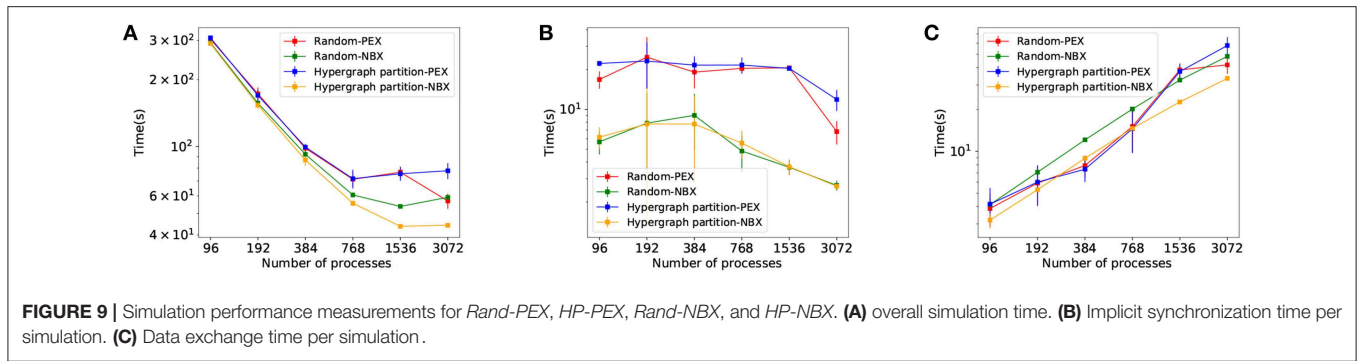 A
3 × 10²
2 × 10²
10²
6 × 10¹
4 × 10¹
Time(s)
Random-PEX
Random-NBX
Hypergraph partition-PEX
Hypergraph partition-NBX
96 192 384 768 1536 3072
Number of processes
B
10¹
Time(s)
Random-PEX
Random-NBX
Hypergraph partition-PEX
Hypergraph partition-NBX
96 192 384 768 1536 3072
Number of processes
C
10¹
Time(s)
Random-PEX
Random-NBX
Hypergraph partition-PEX
Hypergraph partition-NBX
96 192 384 768 1536 3072
Number of processes
FIGURE 9 | Simulation performance measurements for Rand-PEX, HP-PEX, Rand-NBX, and HP-NBX. (A) overall simulation time. (B) Implicit synchronization time per
simulation. (C) Data exchange time per simulation.